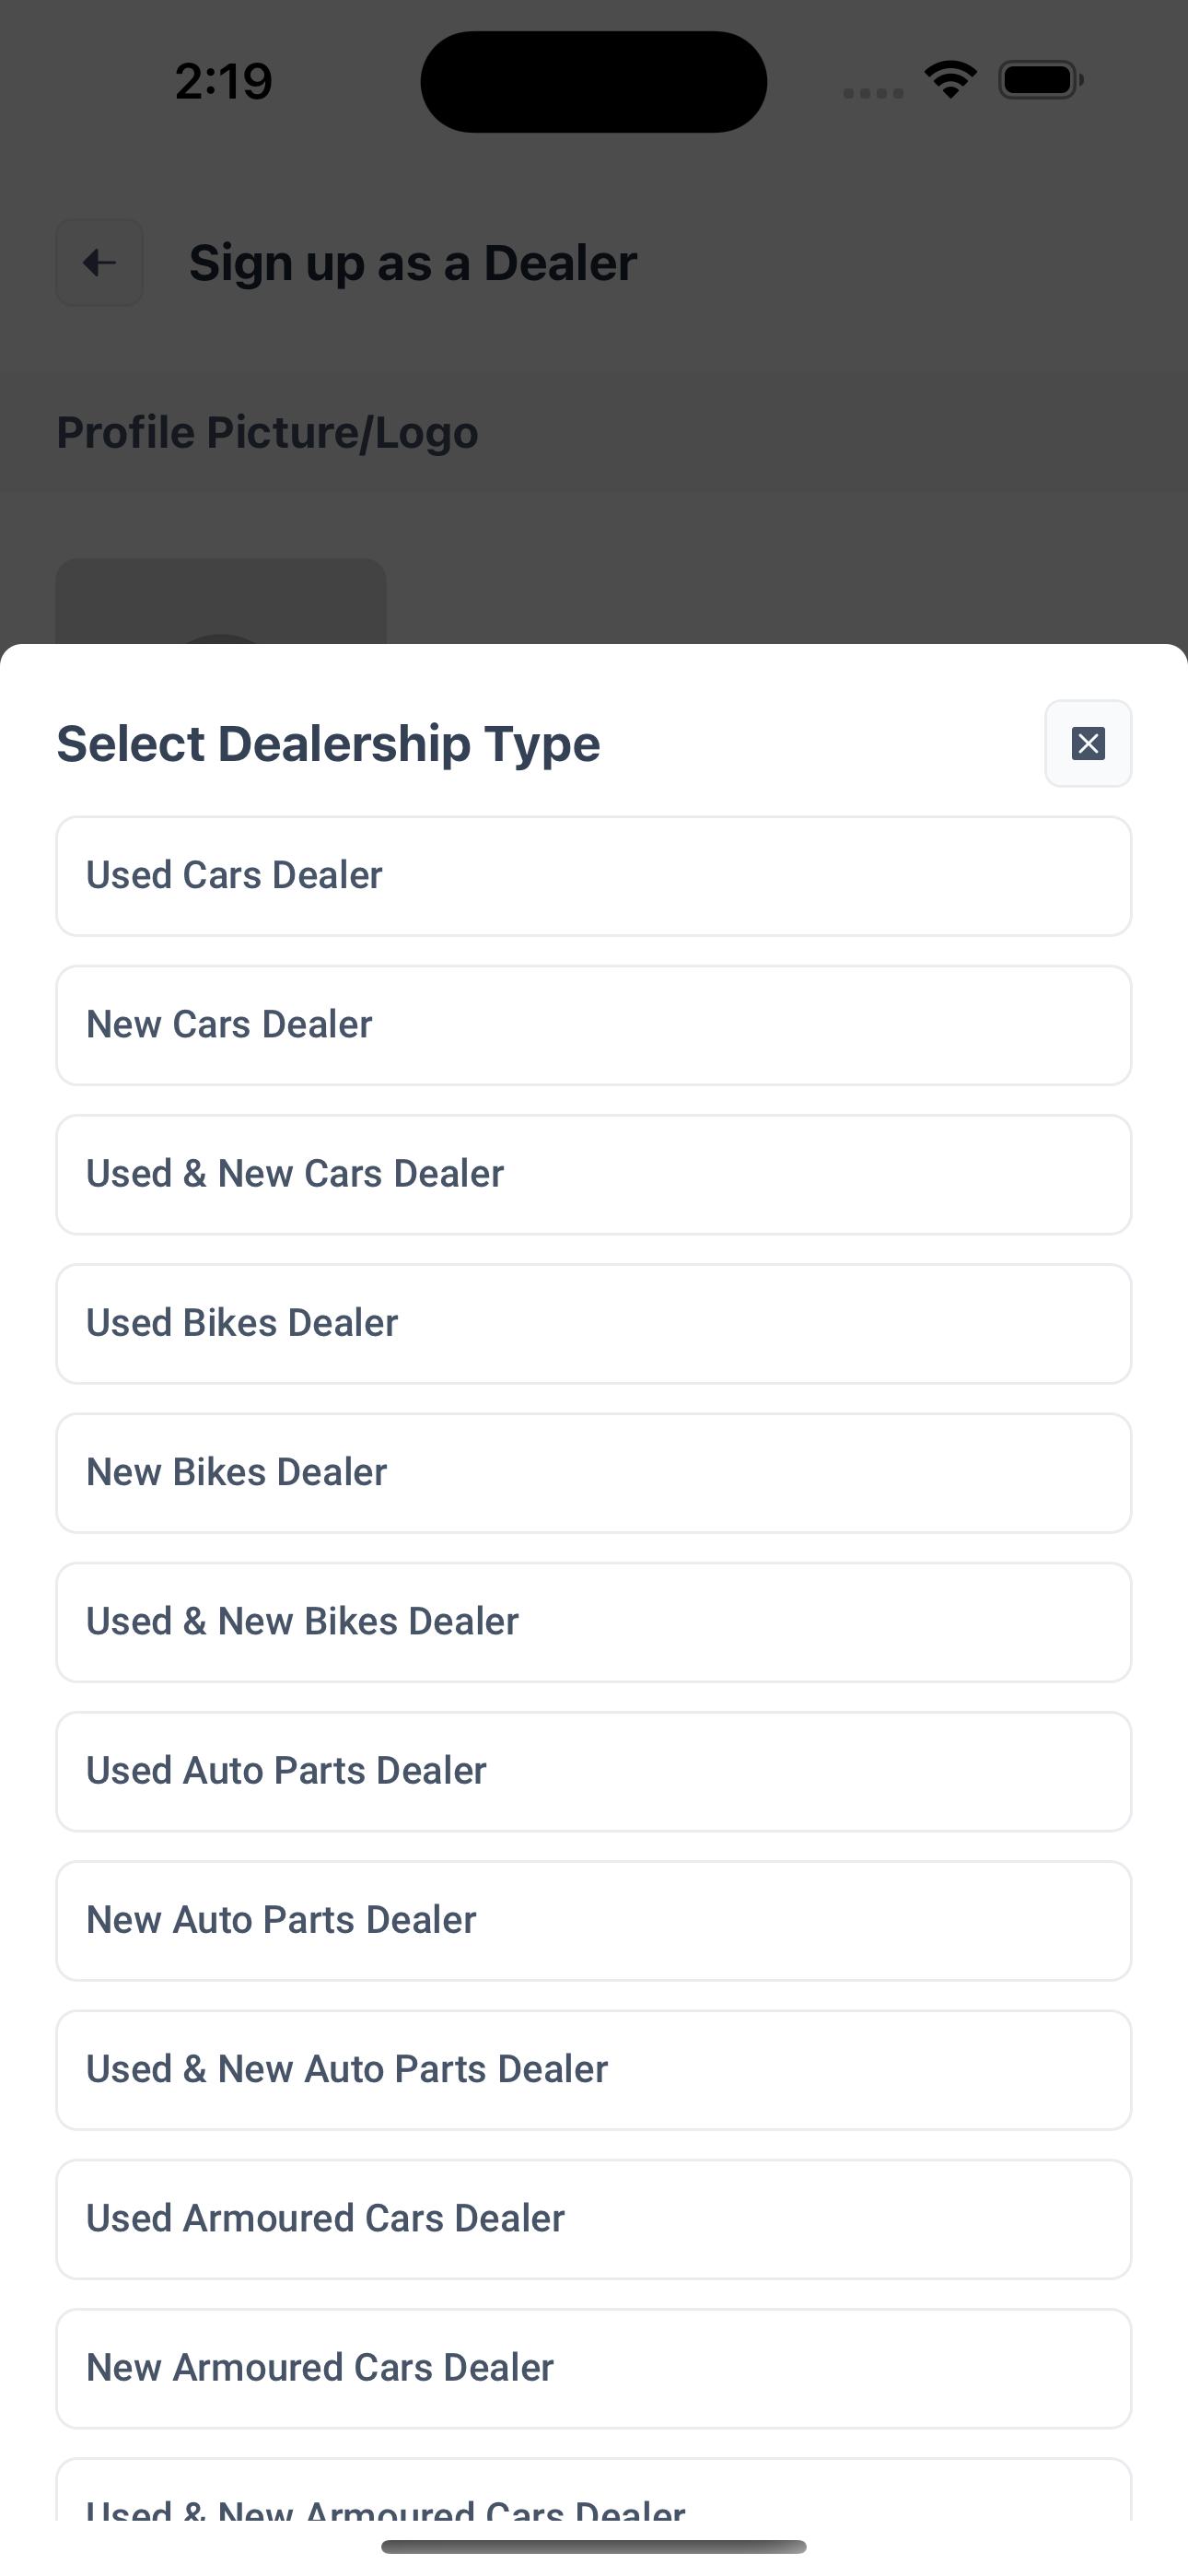 2:19
Sign up as a Dealer
Profile Picture/Logo
Select Dealership Type
Used Cars Dealer
New Cars Dealer
Used & New Cars Dealer
Used Bikes Dealer
New Bikes Dealer
Used & New Bikes Dealer
Used Auto Parts Dealer
New Auto Parts Dealer
Used & New Auto Parts Dealer
Used Armoured Cars Dealer
New Armoured Cars Dealer
Used & New Armoured Cars Dealer